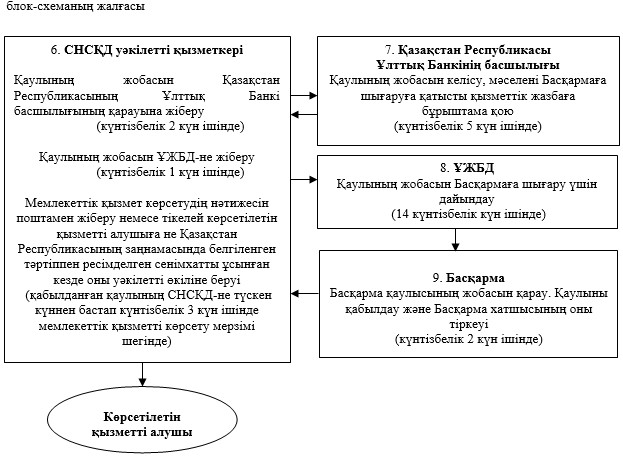 блок-схеманың жалғасы
6. СНСҚД уәкілетті қызметкері
Қаулының жобасын Қазақстан
Республикасының Ұлттық Банкі
басшылығының қарауына жіберу
(күнтізбелік 2 күн ішінде)
Қаулының жобасын ҰЖБД-не жіберу
(күнтізбелік 1 күн ішінде)
Мемлекеттік қызмет көрсетудің нәтижесін
поштамен жіберу немесе тікелей көрсетілетін
қызметті алушыға не Қазақстан
Республикасының заңнамасында белгіленген
тәртіппен ресімделген сенімхатты ұсынған
кезде оны уәкілетті өкіліне беруі
(қабылданған қаулының СНСҚД-не түскен
күннен бастап күнтізбелік 3 күн ішінде
мемлекеттік қызметті көрсету мерзімі
шегінде)
7. Қазақстан Республикасы
Ұлттық Банкінің басшылығы
Қаулының жобасын келісу, мәселені Басқармаға
шығаруға қатысты қызметтік жазбаға
бұрыштама қою
(күнтізбелік 5 күн ішінде)
8. ҰЖБД
Қаулының жобасын Басқармаға шығару үшін
дайындау
(14 күнтізбелік күн ішінде)
9. Басқарма
Басқарма қаулысының жобасын қарау. Қаулыны
қабылдау және Басқарма хатшысының оны
тіркеуі
(күнтізбелік 2 күн ішінде)
Көрсетілетін
қызметті алушы